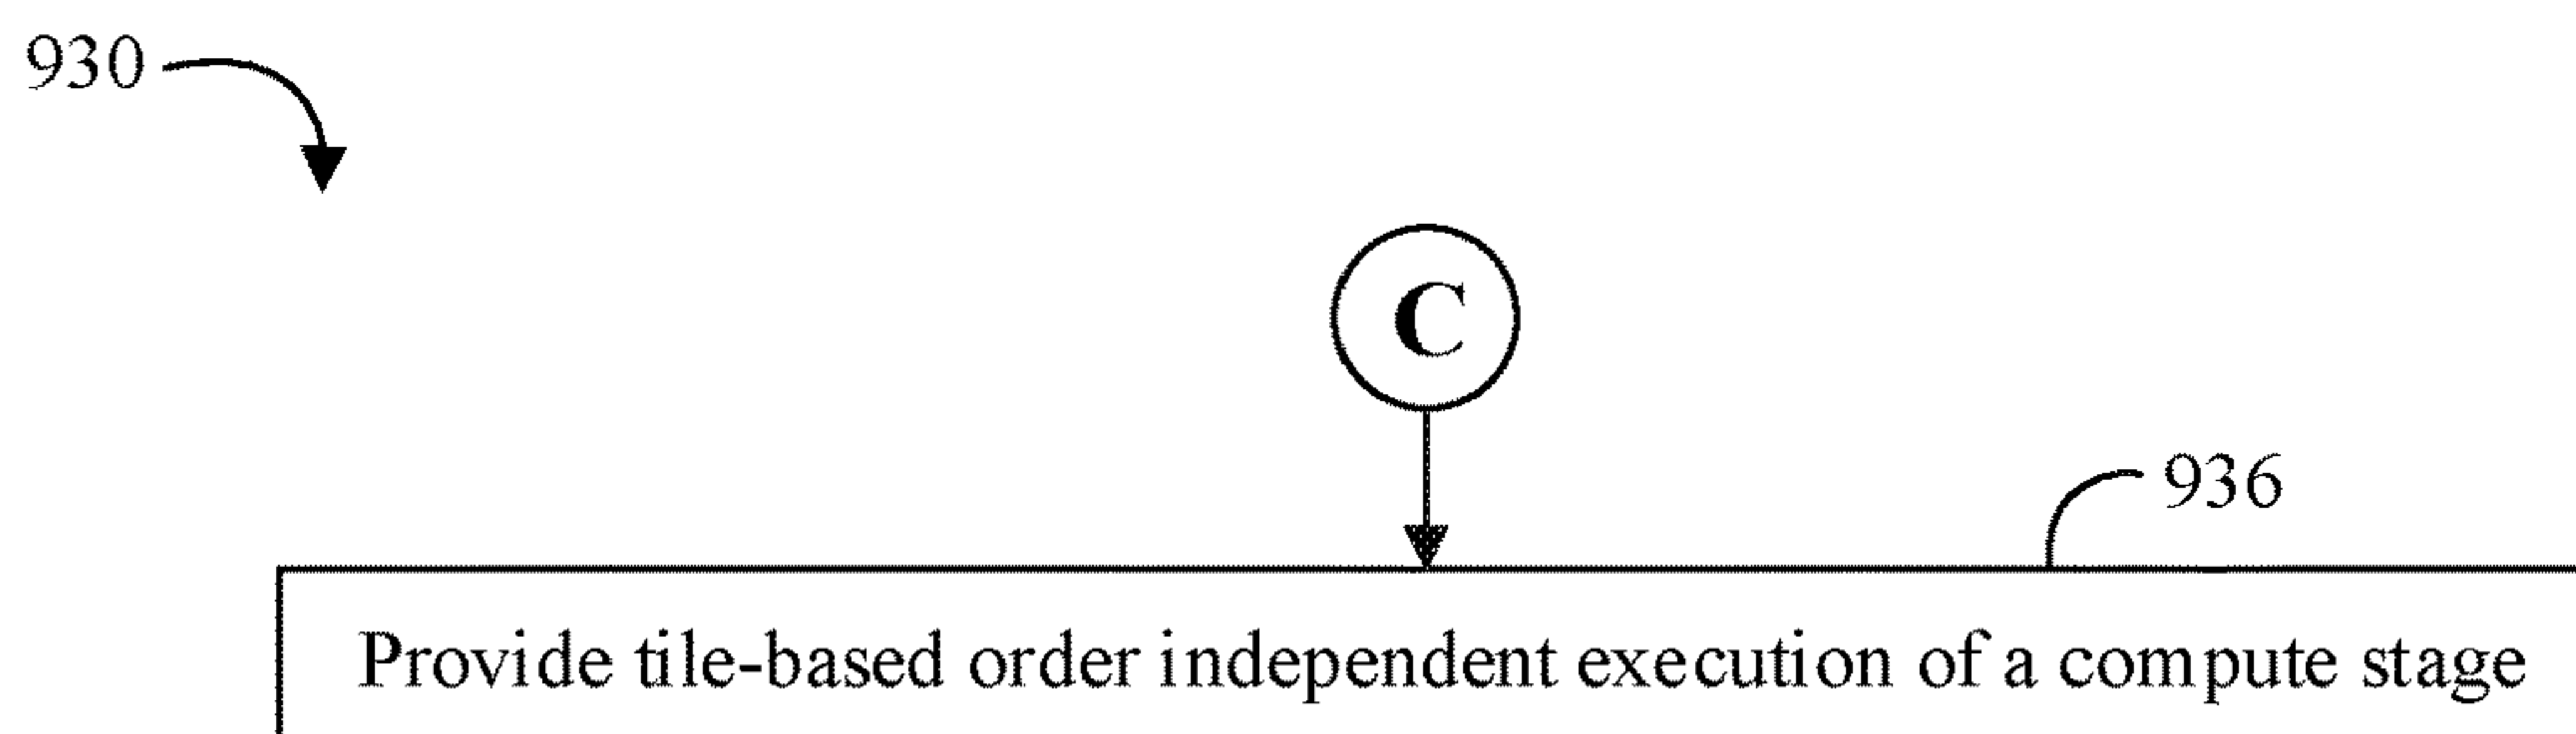 930
C
936
Provide tile-based order independent execution of a compute stage